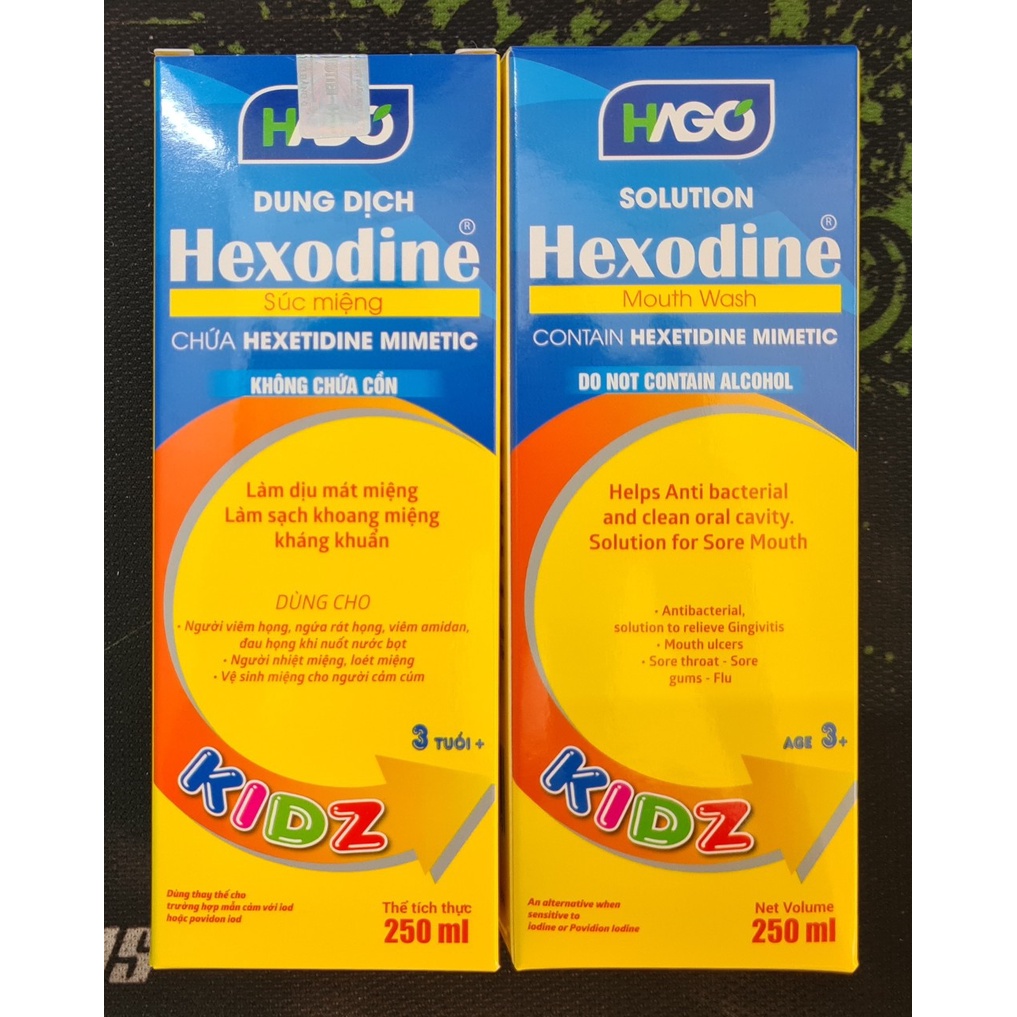 HAGO
DUNG DỊCH
Hexodine®
Súc miệng
CHỨA HEXETIDINE MIMETIC
KHÔNG CHỨA CỒN
Làm dịu mát miệng
Làm sạch khoang miệng
kháng khuẩn
DÙNG CHO
• Người viêm họng, ngứa rát họng, viêm amidan,
đau họng khi nuốt nước bọt
• Người nhiệt miệng, loét miệng
• Vệ sinh miệng cho người cảm cúm
3 TUỔI +
KIDZ
Dùng thay thế cho
trường hợp mẫn cảm với iod
hoặc povidon iod
Thể tích thực
250 ml
HAGO
SOLUTION
Hexodine®
Mouth Wash
CONTAIN HEXETIDINE MIMETIC
DO NOT CONTAIN ALCOHOL
Helps Anti bacterial
and clean oral cavity.
Solution for Sore Mouth
• Antibacterial,
solution to relieve Gingivitis
• Mouth ulcers
• Sore throat - Sore
gums - Flu
AGE 3+
KIDZ
An alternative when
sensitive to
iodine or Povidion Iodine
Net Volume
250 ml